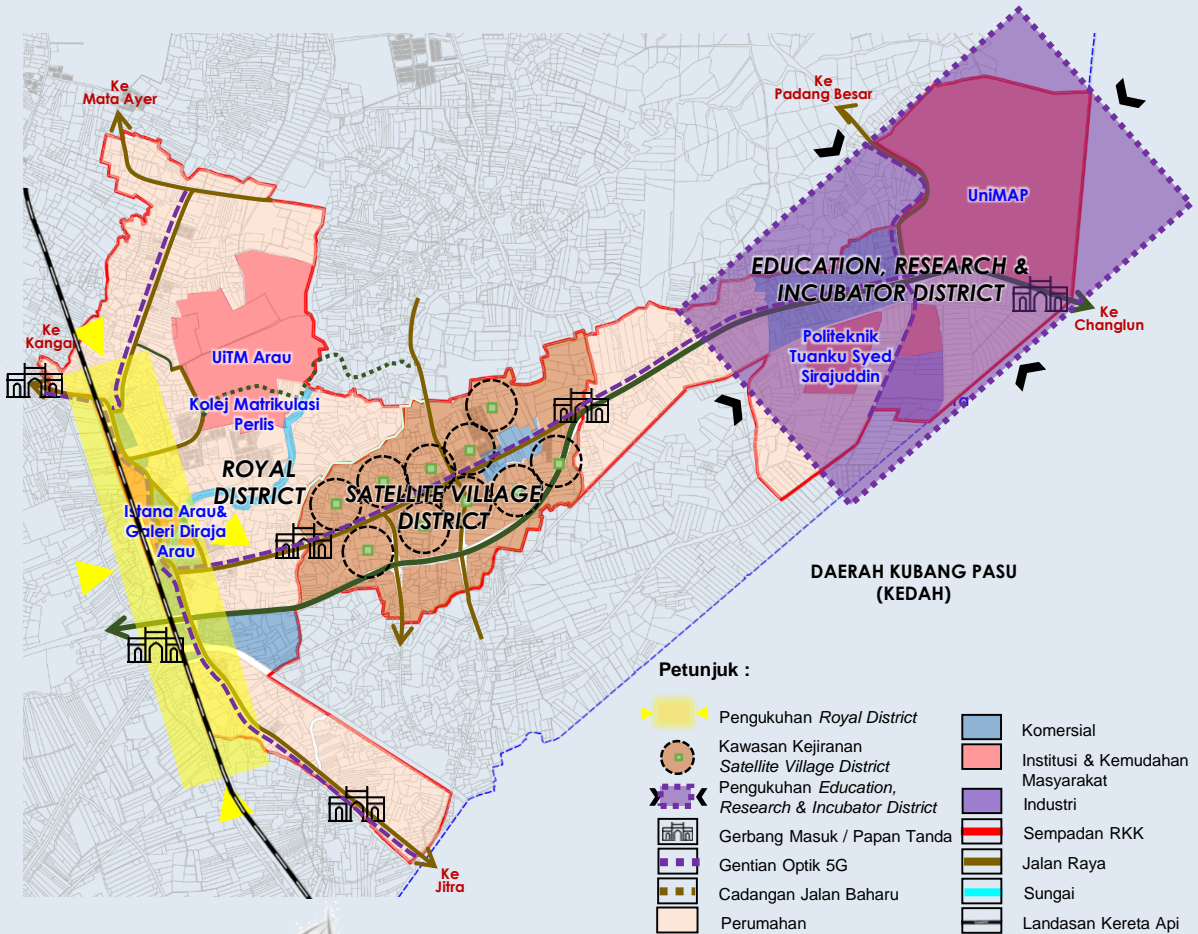 Ke
Mata Ayer
Ke
Padang Besar
UniMAP
EDUCATION, RESEARCH &
INCUBATOR DISTRICT
Ke
Changlun
Politeknik
Tuanku Syed
Sirajuddin
Ke
Kangar
UiTM Arau
Kolej Matrikulasi
Perlis
ROYAL
DISTRICT
SATELLITE VILLAGE
DISTRICT
Istana Arau&
Galeri Diraja
Arau
DAERAH KUBANG PASU
(KEDAH)
Ke
Jitra
Petunjuk :
Pengukuhan Royal District
Kawasan Kejiranan
Satellite Village District
Pengukuhan Education,
Research & Incubator District
Gerbang Masuk / Papan Tanda
Gentian Optik 5G
Cadangan Jalan Baharu
Perumahan
Komersial
Institusi & Kemudahan
Masyarakat
Industri
Sempadan RKK
Jalan Raya
Sungai
Landasan Kereta Api